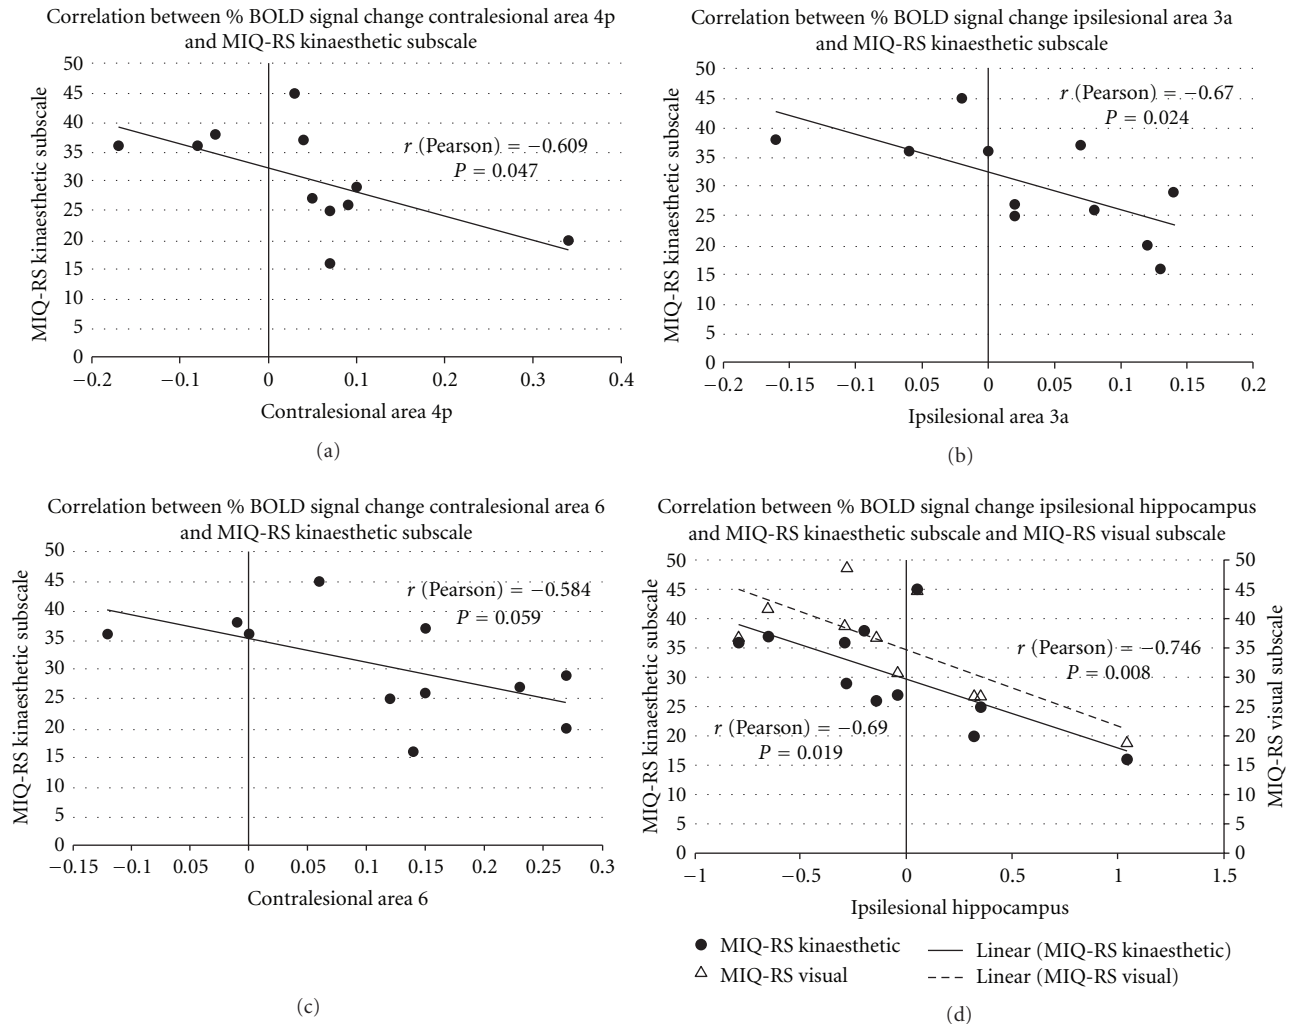 Correlation between % BOLD signal change contralesional area 4p
and MIQ-RS kinaesthetic subscale
MIQ-RS kinaesthetic subscale
50
45
40
35
30
25
20
15
10
5
0
r (Pearson) = −0.609
P = 0.047
−0.2 −0.1 0 0.1 0.2 0.3 0.4
Contralesional area 4p
(a)
Correlation between % BOLD signal change ipsilesional area 3a
and MIQ-RS kinaesthetic subscale
MIQ-RS kinaesthetic subscale
50
45
40
35
30
25
20
15
10
5
0
r (Pearson) = −0.67
P = 0.024
−0.2 −0.15 −0.1 0.05 0 0.05 0.1 0.15 0.2
Ipsilesional area 3a
(b)
Correlation between % BOLD signal change contralesional area 6
and MIQ-RS kinaesthetic subscale
MIQ-RS kinaesthetic subscale
50
45
40
35
30
25
20
15
10
5
0
r (Pearson) = −0.584
P = 0.059
−0.15 −0.1 −0.05 0 0.05 0.1 0.15 0.2 0.25 0.3
Contralesional area 6
(c)
Correlation between % BOLD signal change ipsilesional hippocampus
and MIQ-RS kinaesthetic subscale and MIQ-RS visual subscale
MIQ-RS kinaesthetic subscale
50
45
40
35
30
25
20
15
10
5
0
r (Pearson) = −0.746
P = 0.008
r (Pearson) = −0.69
P = 0.019
50
45
40
35
30
25
20
15
10
5
0
MIQ-RS visual subscale
−1 −0.5 0 0.5 1 1.5
Ipsilesional hippocampus
MIQ-RS kinaesthetic
MIQ-RS visual
Linear (MIQ-RS kinaesthetic)
Linear (MIQ-RS visual)
(d)